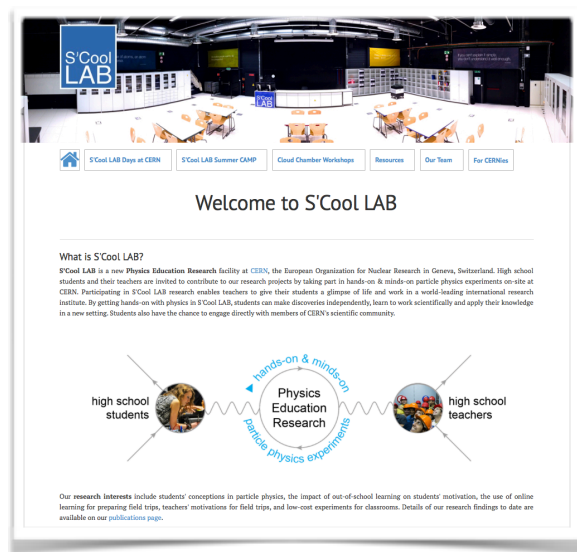 S'Cool
LAB
S'Cool
LAB
S'Cool LAB Days at CERN
S'Cool LAB Summer CAMP
Cloud Chamber Workshops
Resources
Our Team
For CERNies
Welcome to S'Cool LAB
What is S'Cool LAB?
S'Cool LAB is a new Physics Education Research facility at CERN, the European Organization for Nuclear Research in Geneva, Switzerland. High school
students and their teachers are invited to contribute to our research projects by taking part in hands-on & minds-on particle physics experiments on-site at
CERN. Participating in S'Cool LAB research enables teachers to give their students a glimpse of life and work in a world-leading international research
institute. By getting hands-on with physics in S'Cool LAB, students can make discoveries independently, learn to work scientifically and apply their knowledge
in a new setting. Students also have the chance to engage directly with members of CERN's scientific community.
hands-on & minds-on
high school
students
Physics
Education
Research
high school
teachers
particle physics experiments
Our research interests include students' conceptions in particle physics, the impact of out-of-school learning on students' motivation, the use of online
learning for preparing field trips, teachers' motivations for field trips, and low-cost experiments for classrooms. Details of our research findings to date are
available on our publications page.